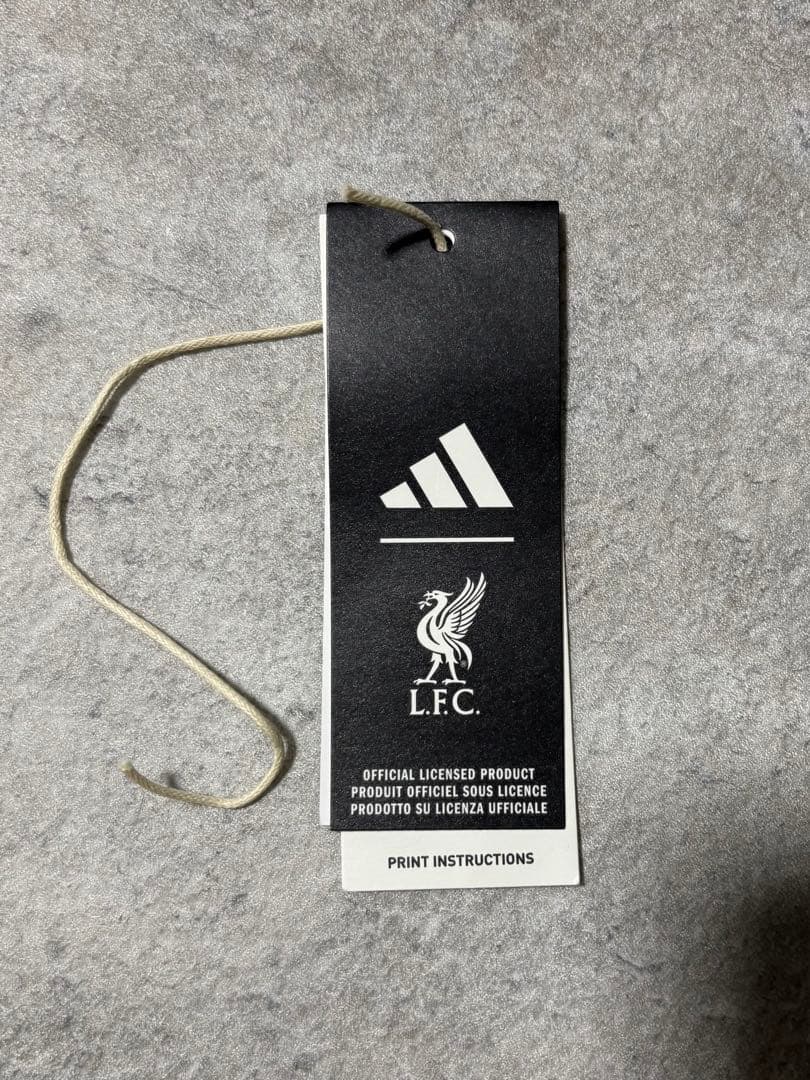 L.F.C.
OFFICIAL LICENSED PRODUCT
PRODUIT OFFICIEL SOUS LICENCE
PRODOTTO SU LICENZA UFFICIALE
PRINT INSTRUCTIONS